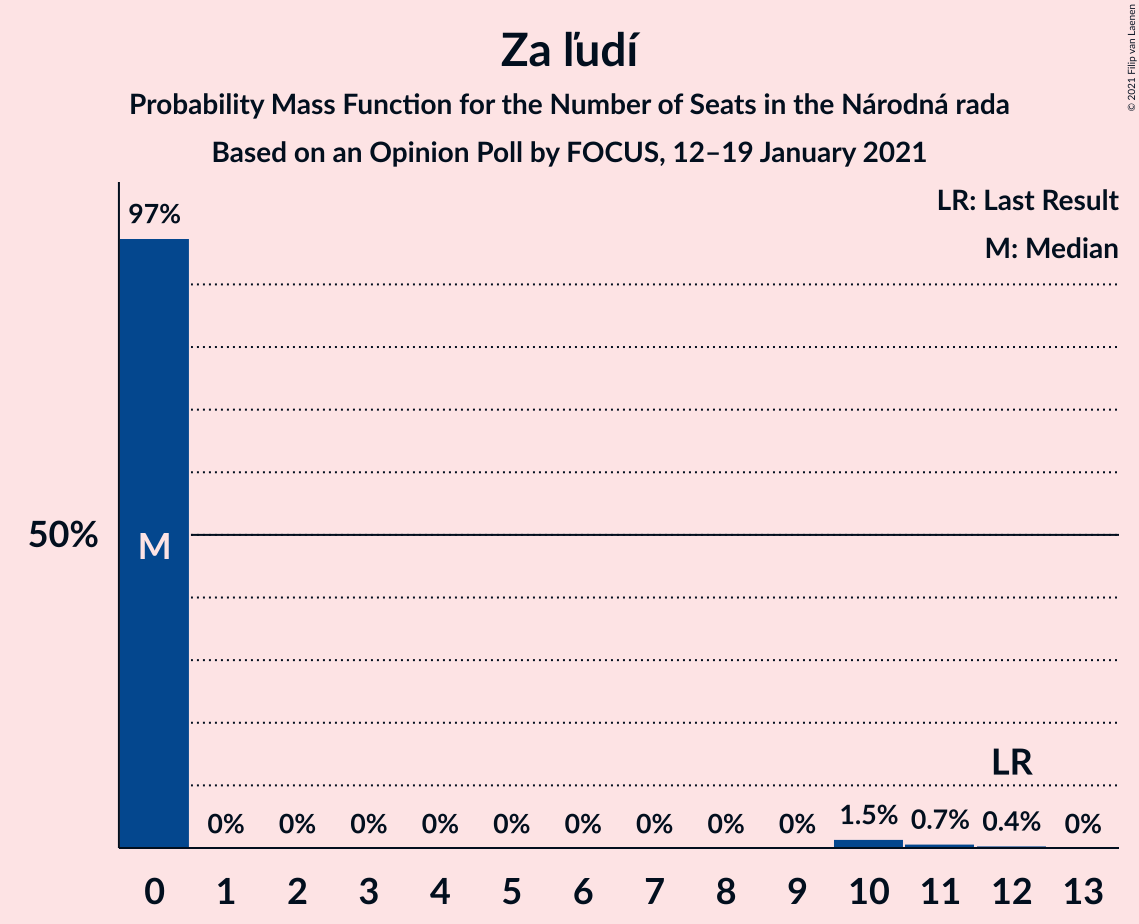 Za ľudí
Probability Mass Function for the Number of Seats in the Národná rada
Based on an Opinion Poll by FOCUS, 12–19 January 2021
© 2021 Filip van Laenen
LR: Last Result
M: Median
97%
50%
M
LR
0% 0% 0% 0% 0% 0% 0% 0% 0% 1.5% 0.7% 0.4% 0%
0 1 2 3 4 5 6 7 8 9 10 11 12 13